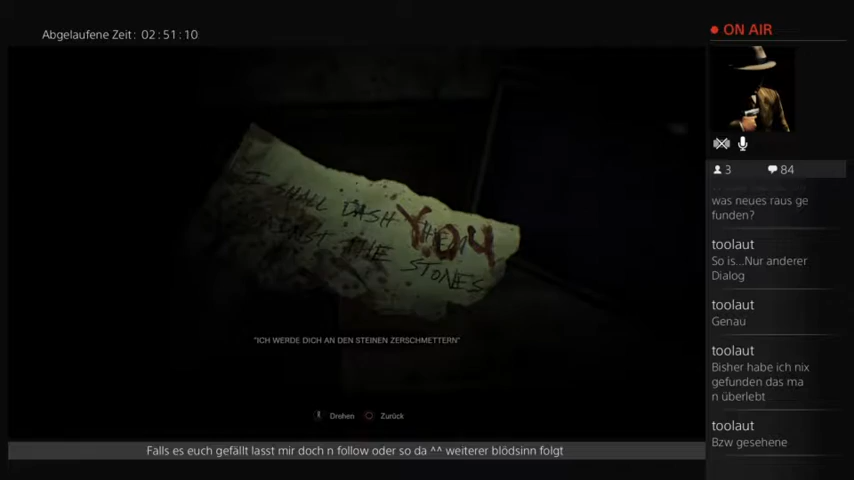 Abgelaufene Zeit: 02:51:10
ON AIR
3 84
was neues raus ge
funden?
toolaut
So is...Nur anderer
Dialog
toolaut
Genau
toolaut
Bisher habe ich nix
gefunden das ma
n überlebt
toolaut
Bzw gesehene
I SHALL DASH THEM
YOU
THE STONES
"ICH WERDE DICH AN DEN STEINEN ZERSCHMETTERN"
Drehen Zurück
Falls es euch gefällt lasst mir doch n follow oder so da ^^ weiterer blödsinn folgt